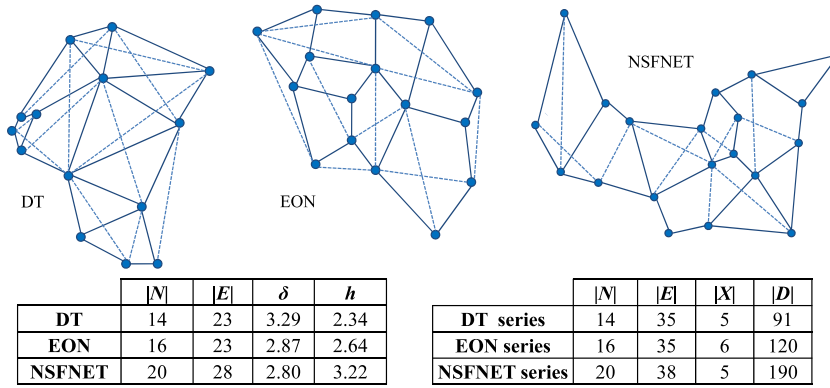 NSFNET
DT
EON
|N| |E| δ h
DT 14 23 3.29 2.34
EON 16 23 2.87 2.64
NSFNET 20 28 2.80 3.22
|N| |E| |X| |D|
DT series 14 35 5 91
EON series 16 35 6 120
NSFNET series 20 38 5 190